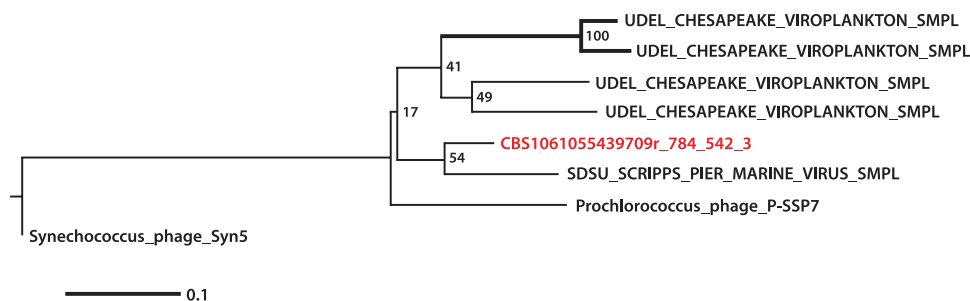 UDEL_CHESAPEAKE_VIROPLANKTON_SMPL
100
UDEL_CHESAPEAKE_VIROPLANKTON_SMPL
41
UDEL_CHESAPEAKE_VIROPLANKTON_SMPL
49
UDEL_CHESAPEAKE_VIROPLANKTON_SMPL
17
CBS1061055439709r_784_542_3
54
SDSU_SCRIPPS_PIER_MARINE_VIRUS_SMPL
Prochlorococcus_phage_P-SSP7
Synechococcus_phage_Syn5
0.1